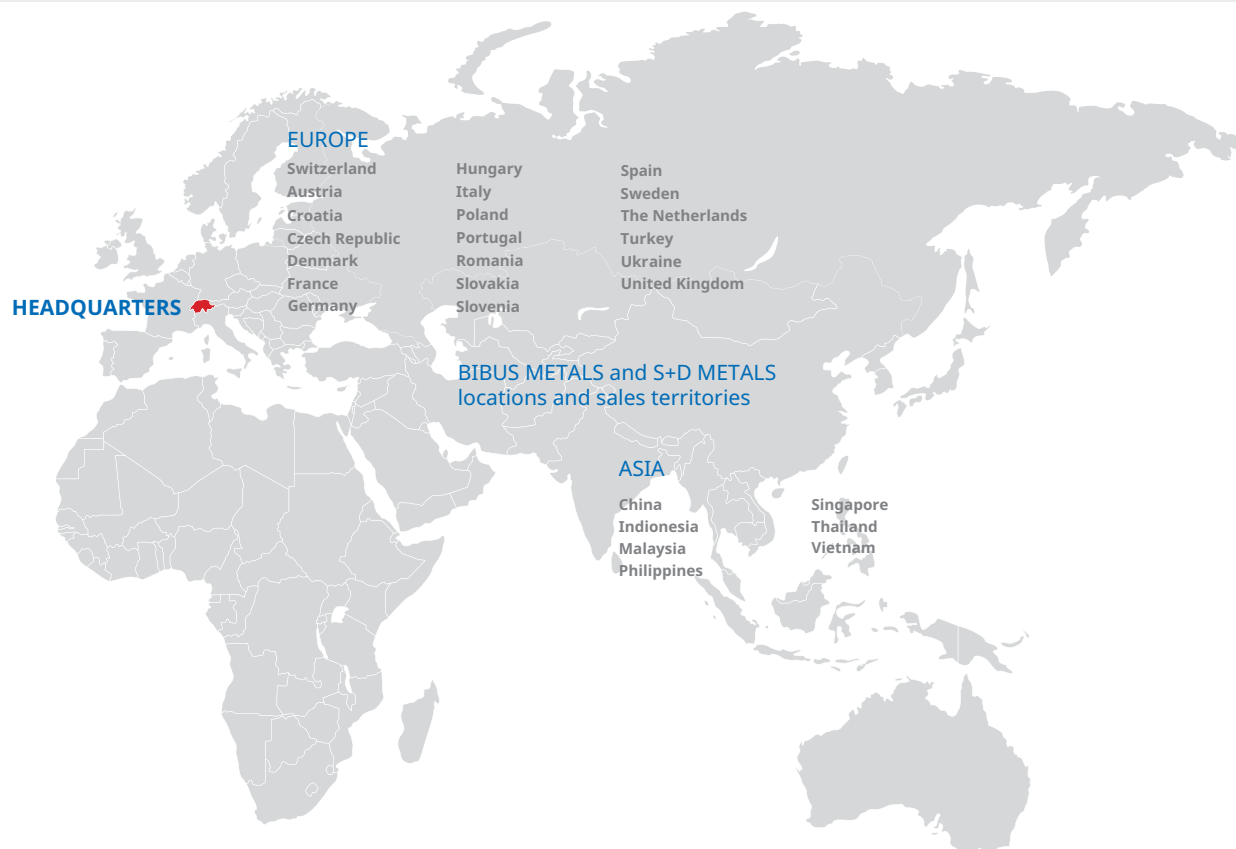 EUROPE
Switzerland
Austria
Croatia
Czech Republic
Denmark
France
Germany
Hungary
Italy
Poland
Portugal
Romania
Slovakia
Slovenia
Spain
Sweden
The Netherlands
Turkey
Ukraine
United Kingdom
HEADQUARTERS
BIBUS METALS and S+D METALS
locations and sales territories
ASIA
China
Indionesia
Malaysia
Philippines
Singapore
Thailand
Vietnam